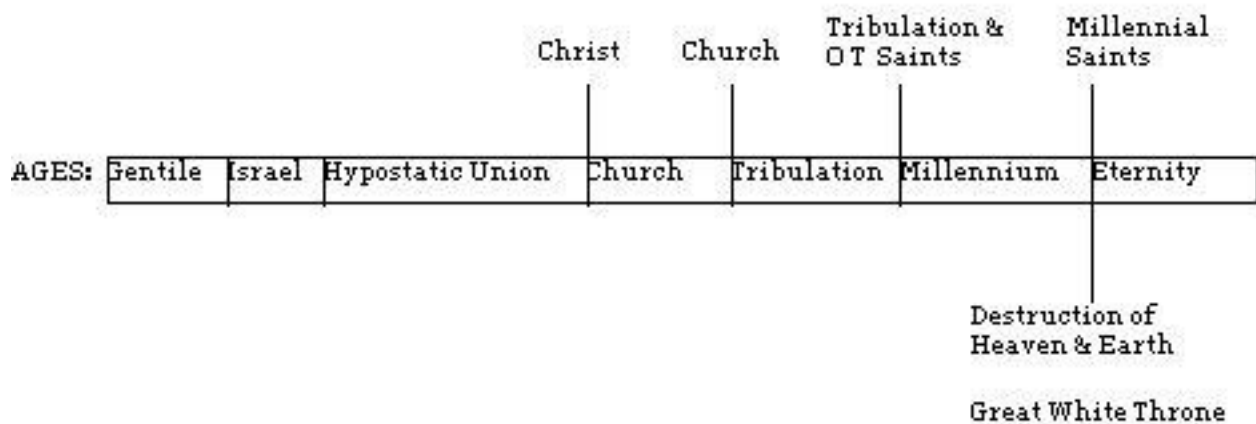 Christ
Church
Tribulation &
OT Saints
Millennial
Saints
AGES: Gentile Israel Hypostatic Union Church Tribulation Millennium Eternity
Destruction of
Heaven & Earth
Great White Throne